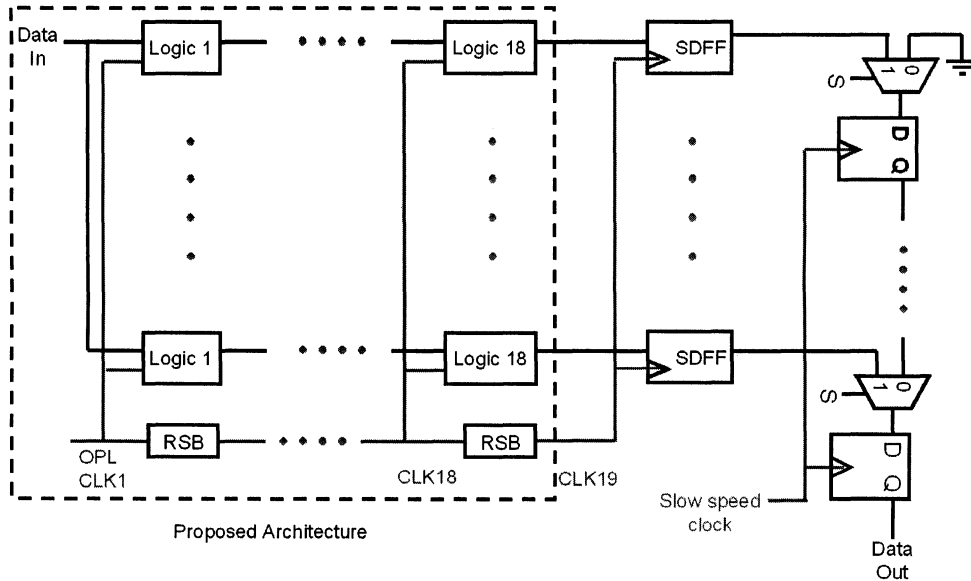 Data
In
Logic 1
Logic 18
SDFF
1 0
S
D
Q
Logic 1
Logic 18
SDFF
1 0
S
RSB
RSB
D
Q
OPL
CLK1
CLK18
CLK19
Slow speed
clock
Proposed Architecture
Data
Out